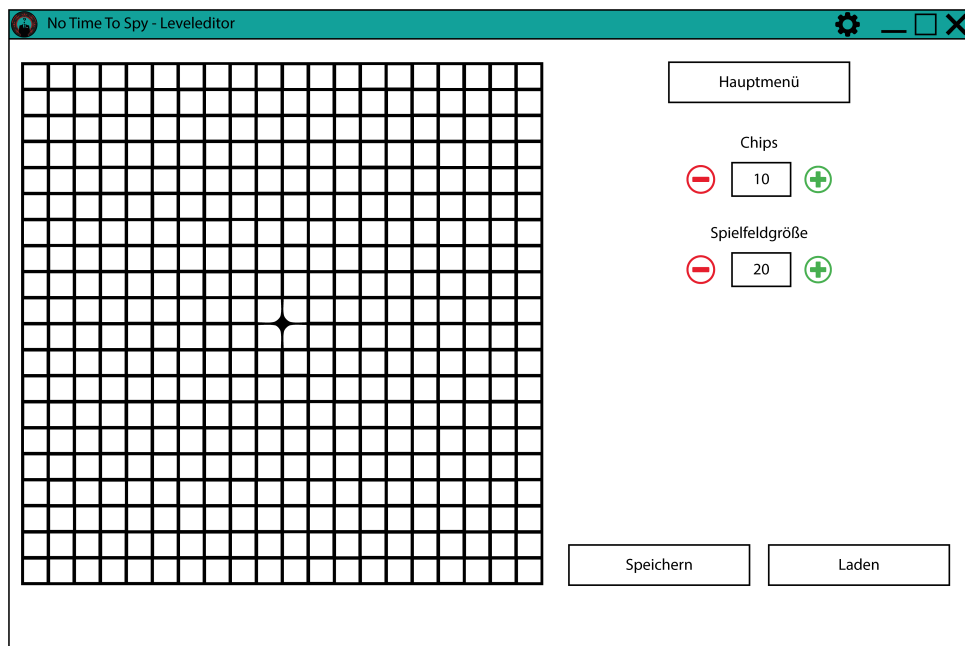 No Time To Spy - Leveleditor
Hauptmenü
Chips
10
Spielfeldgröße
20
Speichern
Laden